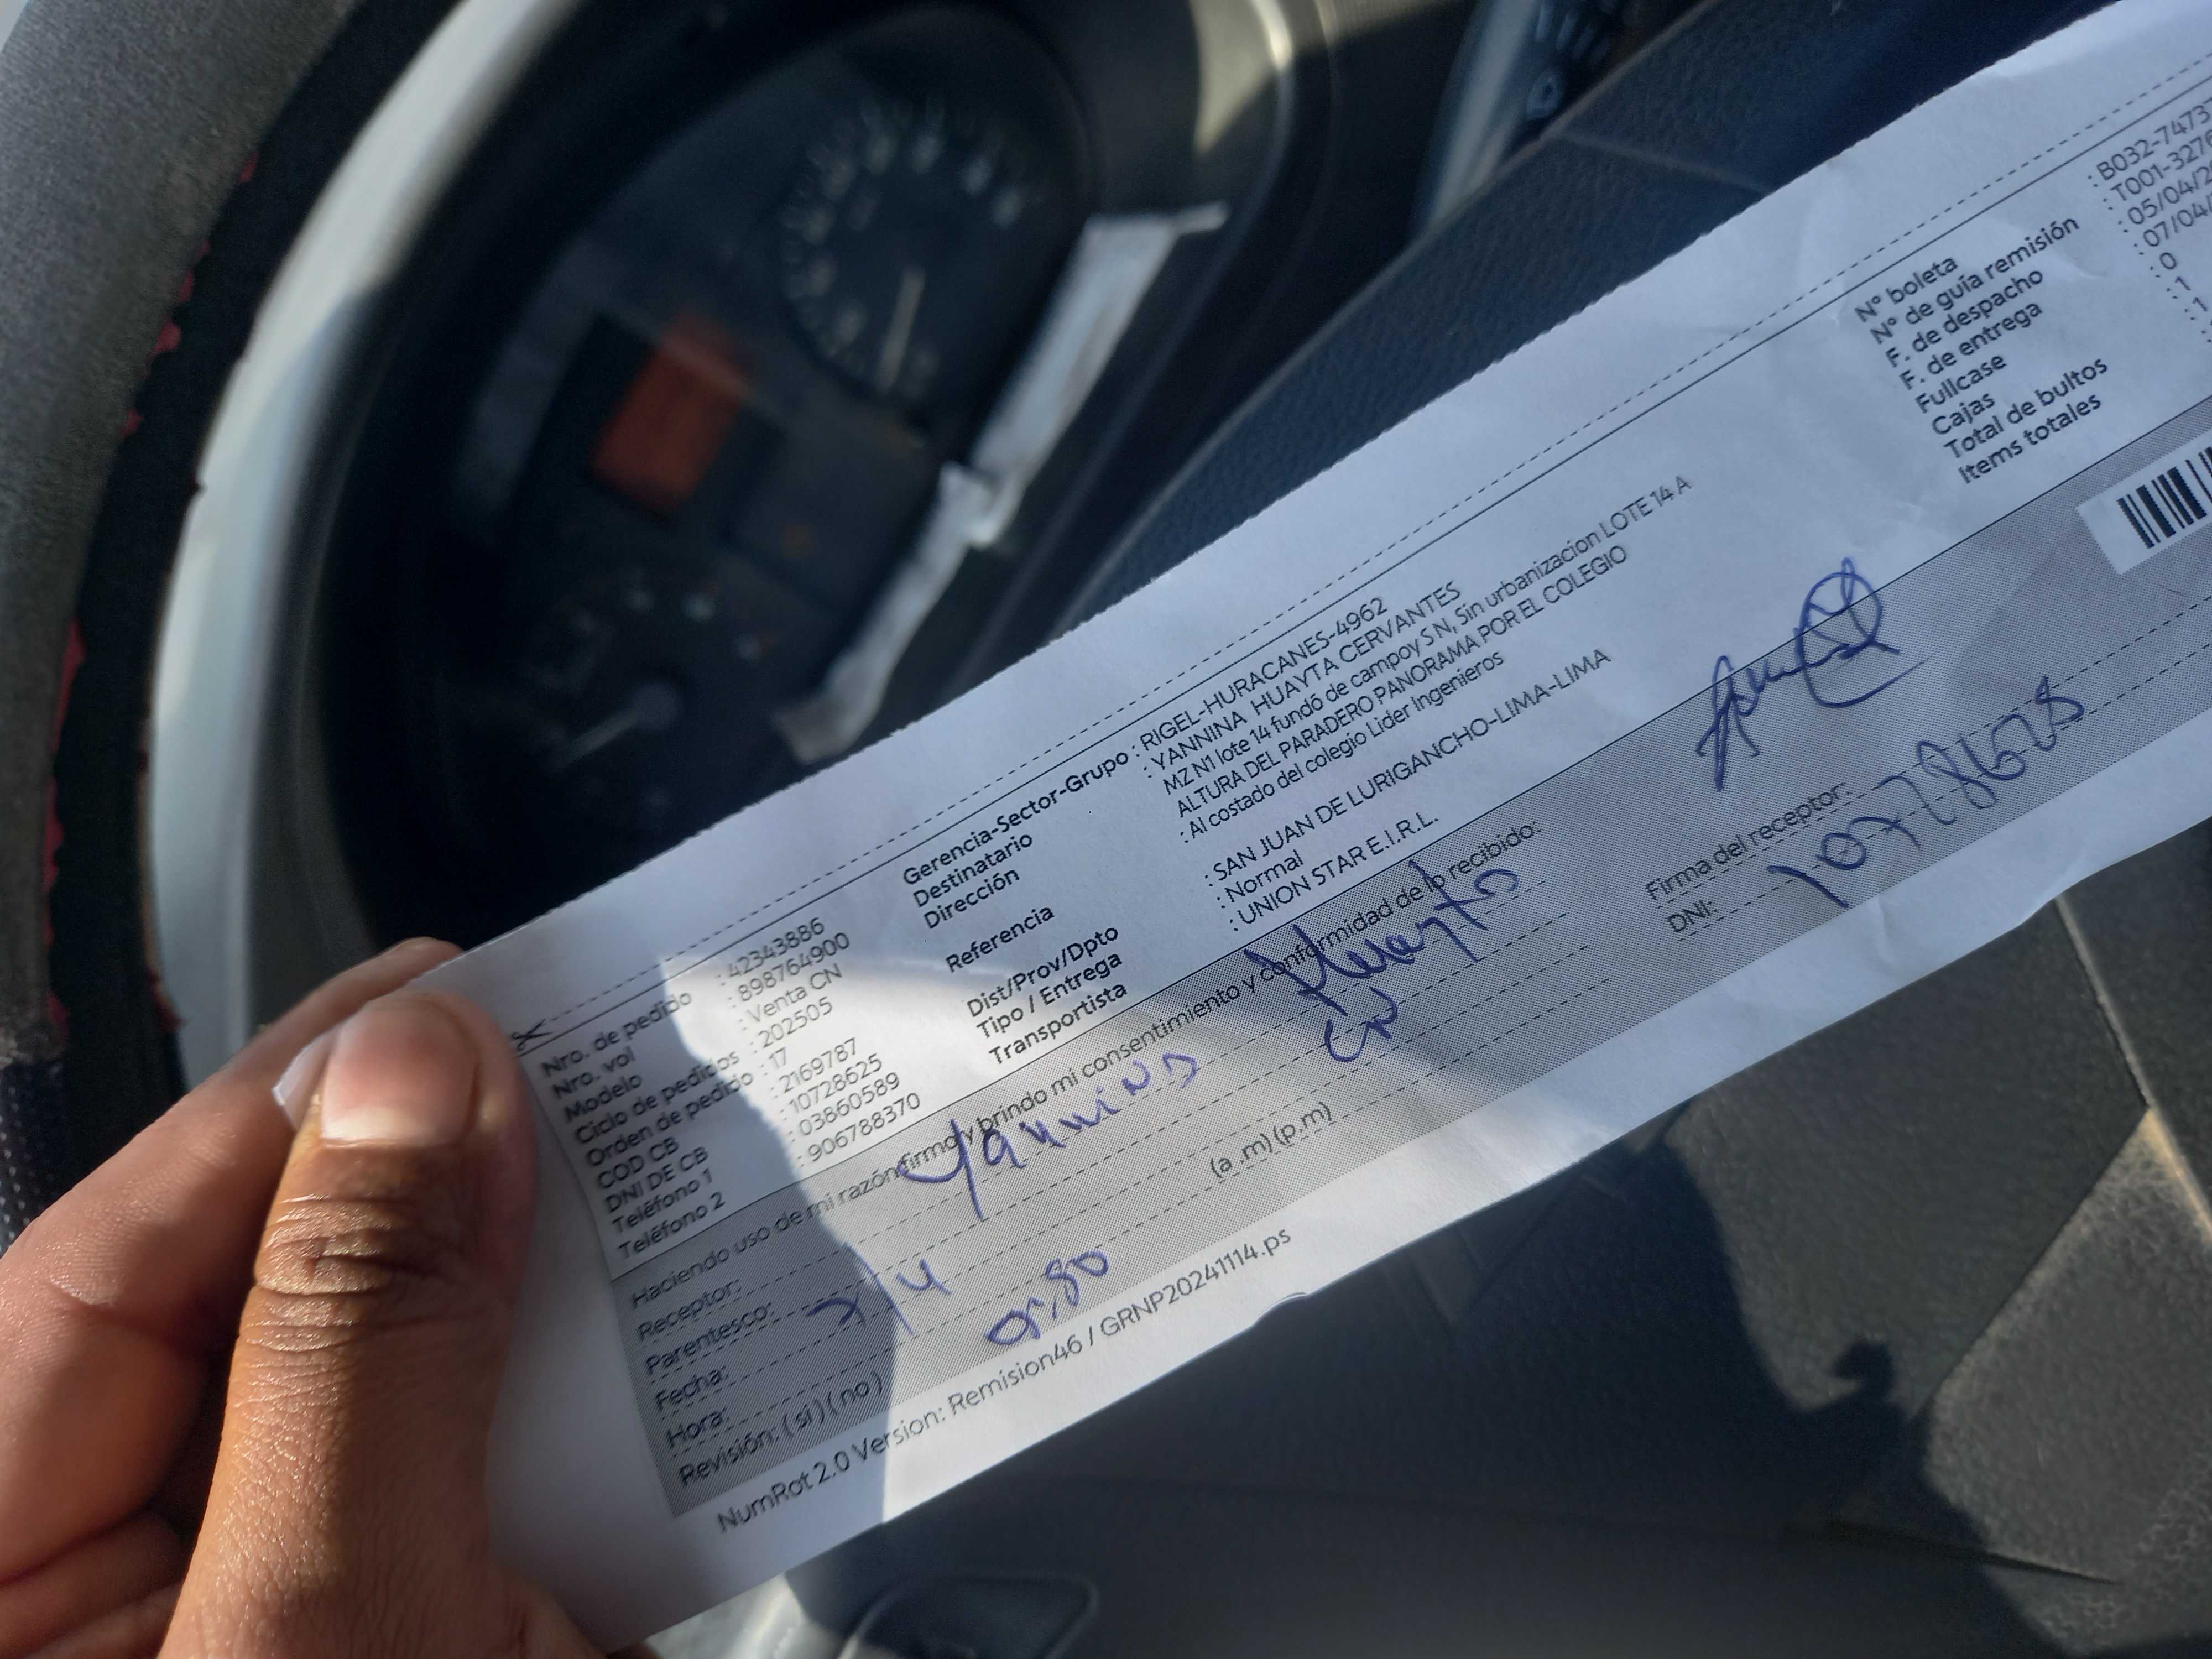 Nro. de pedido : 42343886
Nro. vol : 898764900
Modelo : Venta CN
Ciclo de pedidos : 202505
Orden de pedido : 17
COD CB : 2169787
DNI DE CB : 10728625
Teléfono 1 : 03860589
Teléfono 2 : 906788370
Gerencia-Sector-Grupo : RIGEL-HURACANES-4962
Destinatario : YANNINA HUAYTA CERVANTES
Dirección MZ N1 lote 14 fundó de campoy S N, Sin urbanizacion LOTE 14 A
ALTURA DEL PARADERO PANORAMA POR EL COLEGIO
Referencia : Al costado del colegio Lider Ingenieros
Dist/Prov/Dpto : SAN JUAN DE LURIGANCHO-LIMA-LIMA
Tipo / Entrega : Normal
Transportista : UNION STAR E.I.R.L.
N° boleta : B032-7473
N° de guía remisión : T001-327
F. de despacho : 05/04/2
F. de entrega : 07/04/
Fullcase : 0
Cajas : 1
Total de bultos : 1
Items totales :
Haciendo uso de mi razón firmo y brindo mi consentimiento y conformidad de lo recibido:
Receptor: Yannina Huayta
Parentesco: CN
Fecha: 7/4
Hora: (a .m) (p.m)
Revisión: ( si ) ( no )
Firma del receptor:
DNI:
NumRot 2.0 Version: Remision46 / GRNP20241114.ps